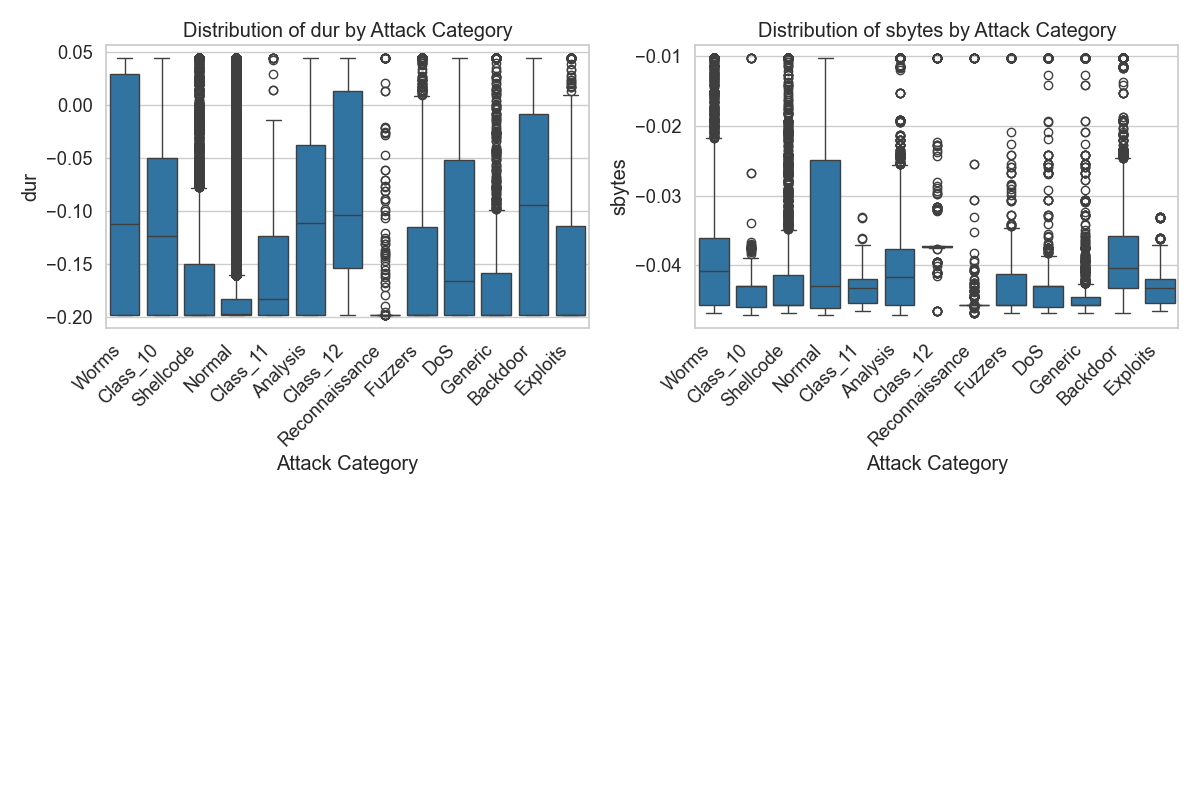 Distribution of dur by Attack Category
0.05
0.00
−0.05
−0.10
−0.15
−0.20
dur
Worms
Class_10
Shellcode
Normal
Class_11
Analysis
Class_12
Reconnaissance
Fuzzers
DoS
Generic
Backdoor
Exploits
Attack Category
Distribution of sbytes by Attack Category
−0.01
−0.02
−0.03
−0.04
sbytes
Worms
Class_10
Shellcode
Normal
Class_11
Analysis
Class_12
Reconnaissance
Fuzzers
DoS
Generic
Backdoor
Exploits
Attack Category